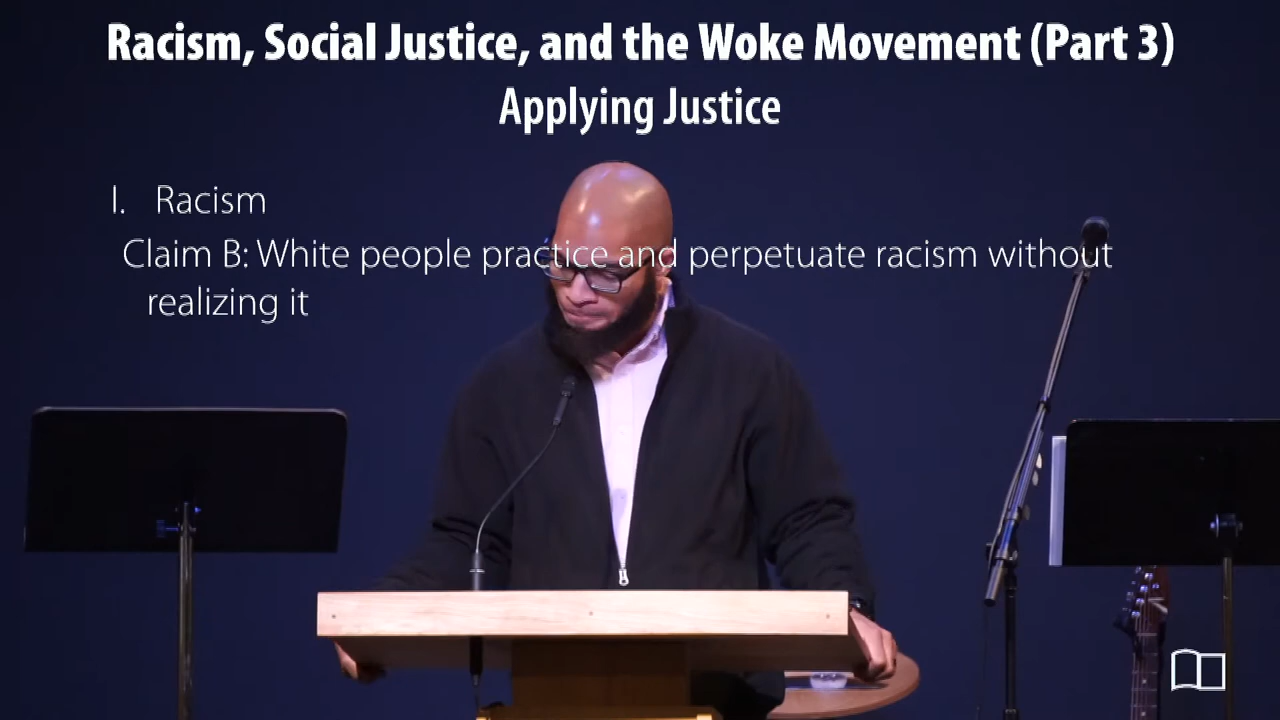 Racism, Social Justice, and the Woke Movement (Part 3)
Applying Justice
I. Racism
Claim B: White people practice and perpetuate racism without
realizing it